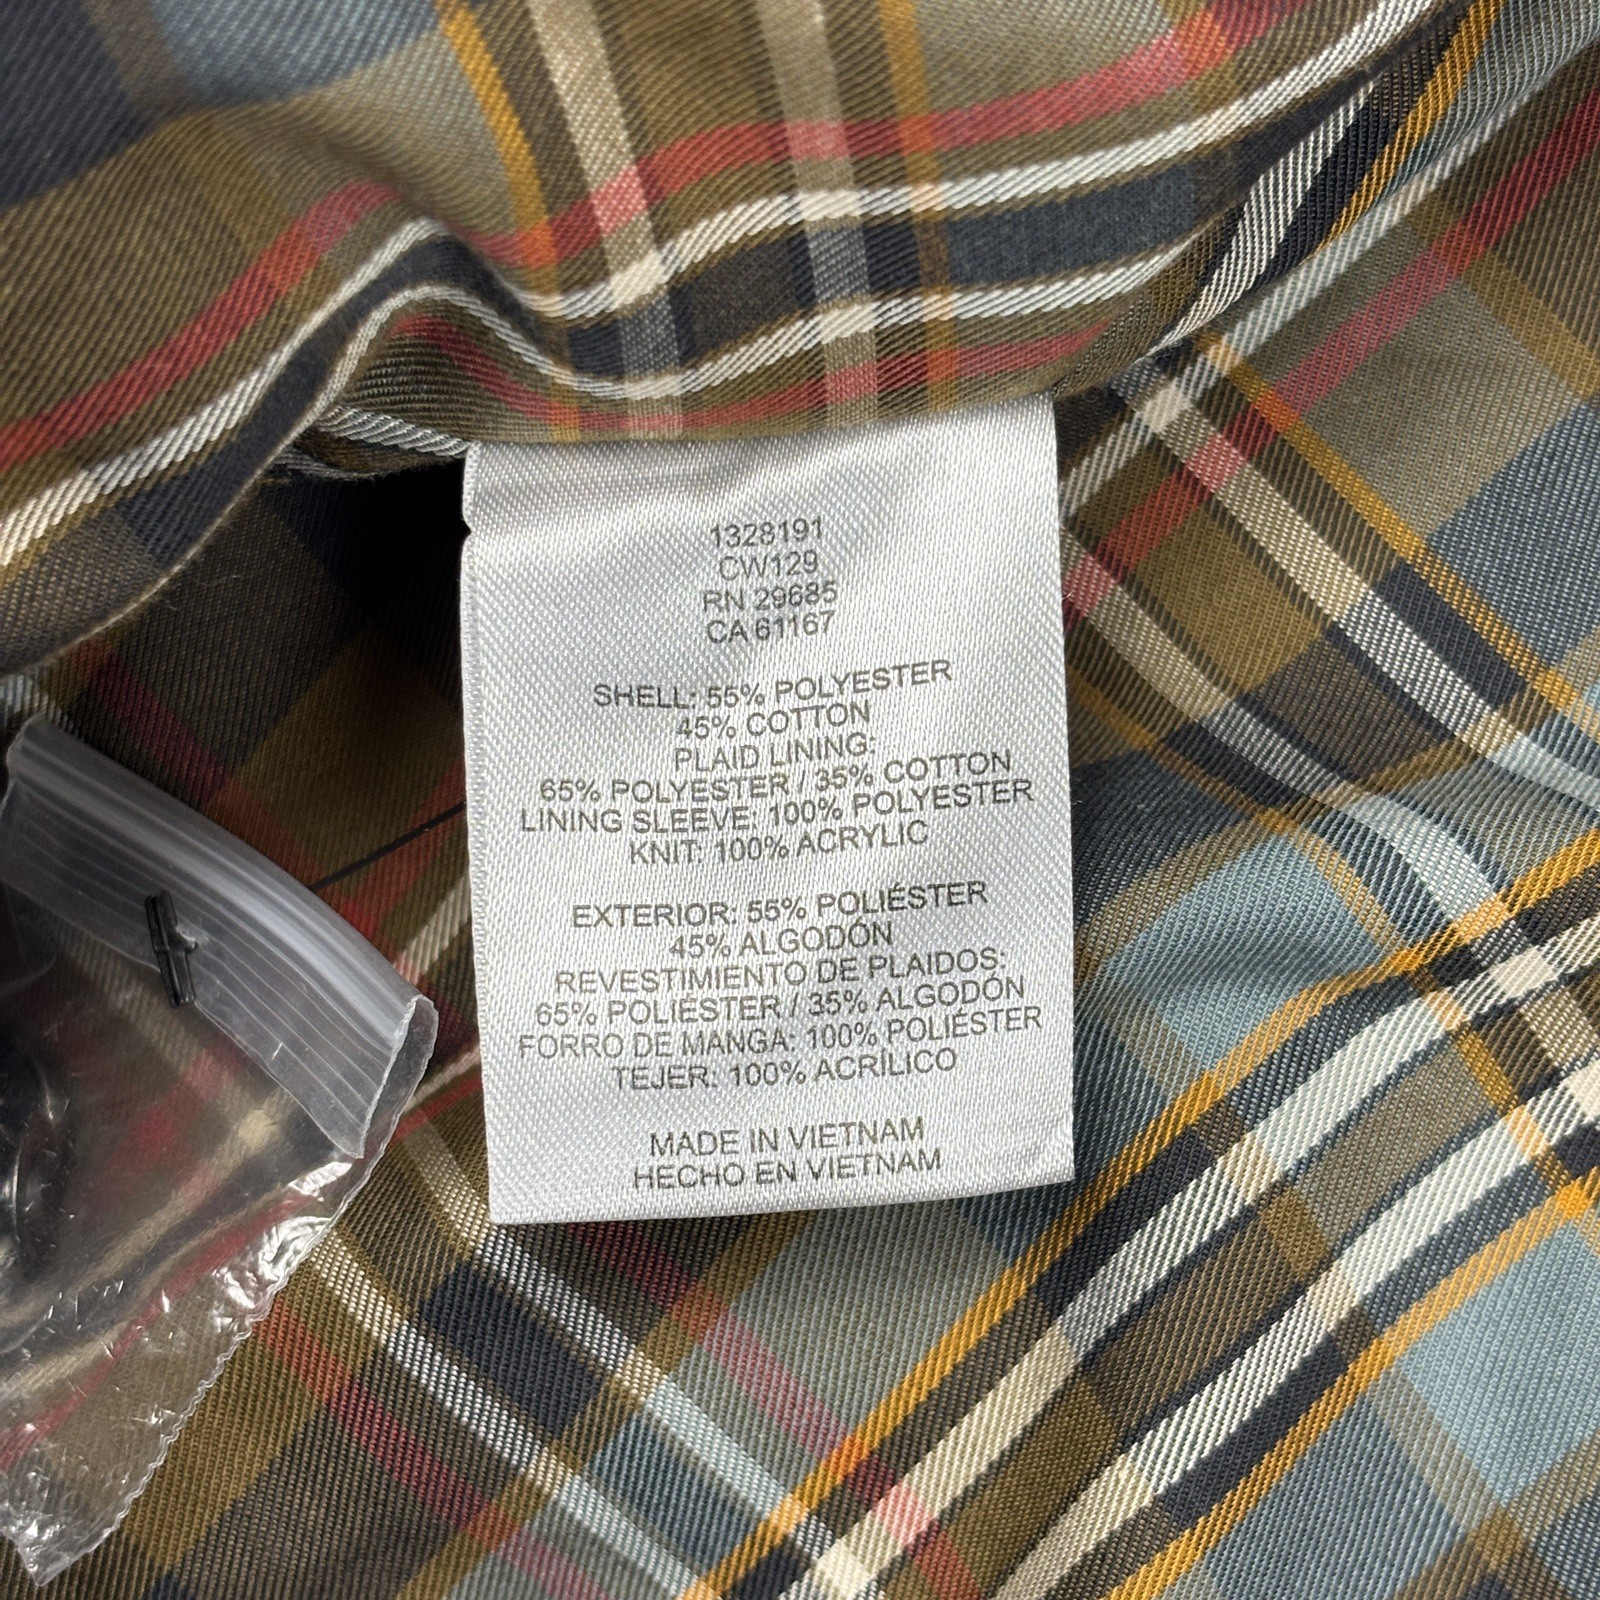 1328191
CW129
RN 29685
CA 61167
SHELL: 55% POLYESTER
45% COTTON
PLAID LINING:
65% POLYESTER / 35% COTTON
LINING SLEEVE: 100% POLYESTER
KNIT: 100% ACRYLIC
EXTERIOR: 55% POLIÉSTER
45% ALGODÓN
REVESTIMIENTO DE PLAIDOS:
65% POLIÉSTER / 35% ALGODÓN
FORRO DE MANGA: 100% POLIÉSTER
TEJER: 100% ACRÍLICO
MADE IN VIETNAM
HECHO EN VIETNAM